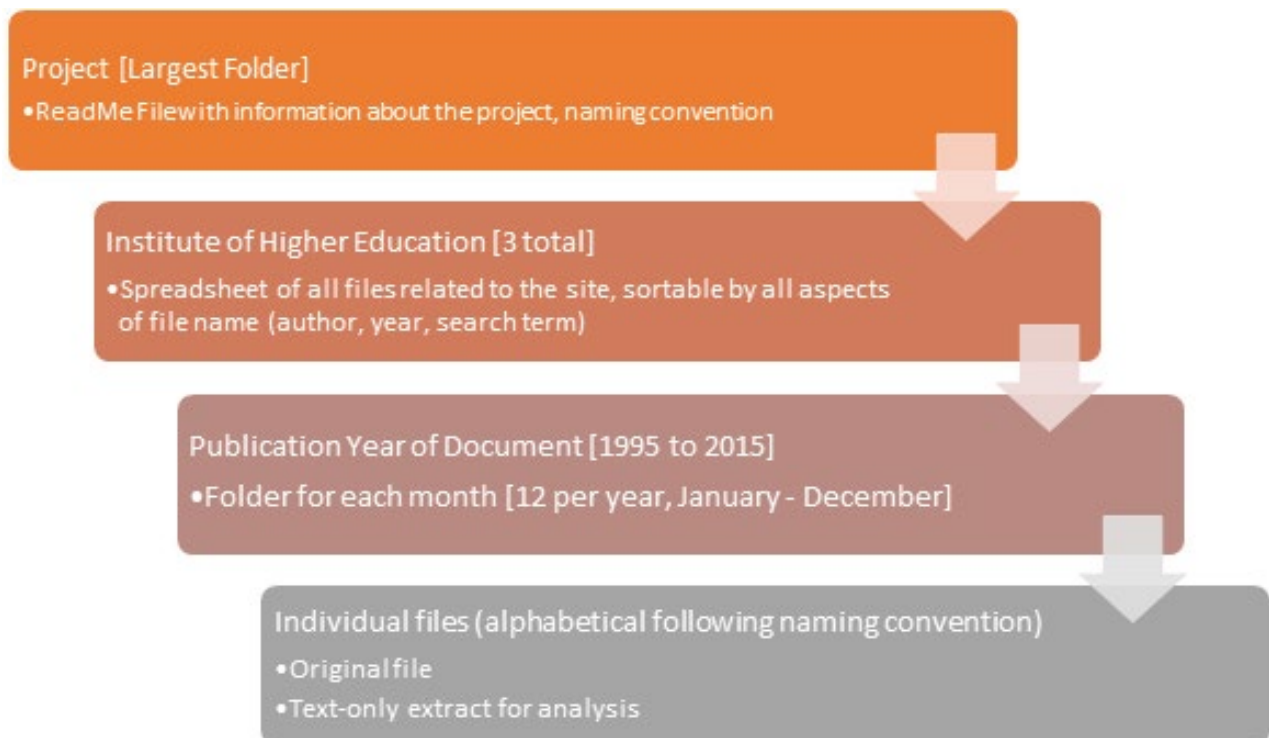 Project [Largest Folder]
•ReadMe Filewith information about the project, naming convention
Institute of Higher Education [3 total]
•Spreadsheet of all files related to the site, sortable by all aspects
of file name (author, year, search term)
Publication Year of Document [1995 to 2015]
•Folder for each month [12 per year, January - December]
Individual files (alphabetical following naming convention)
•Original file
•Text-only extract for analysis